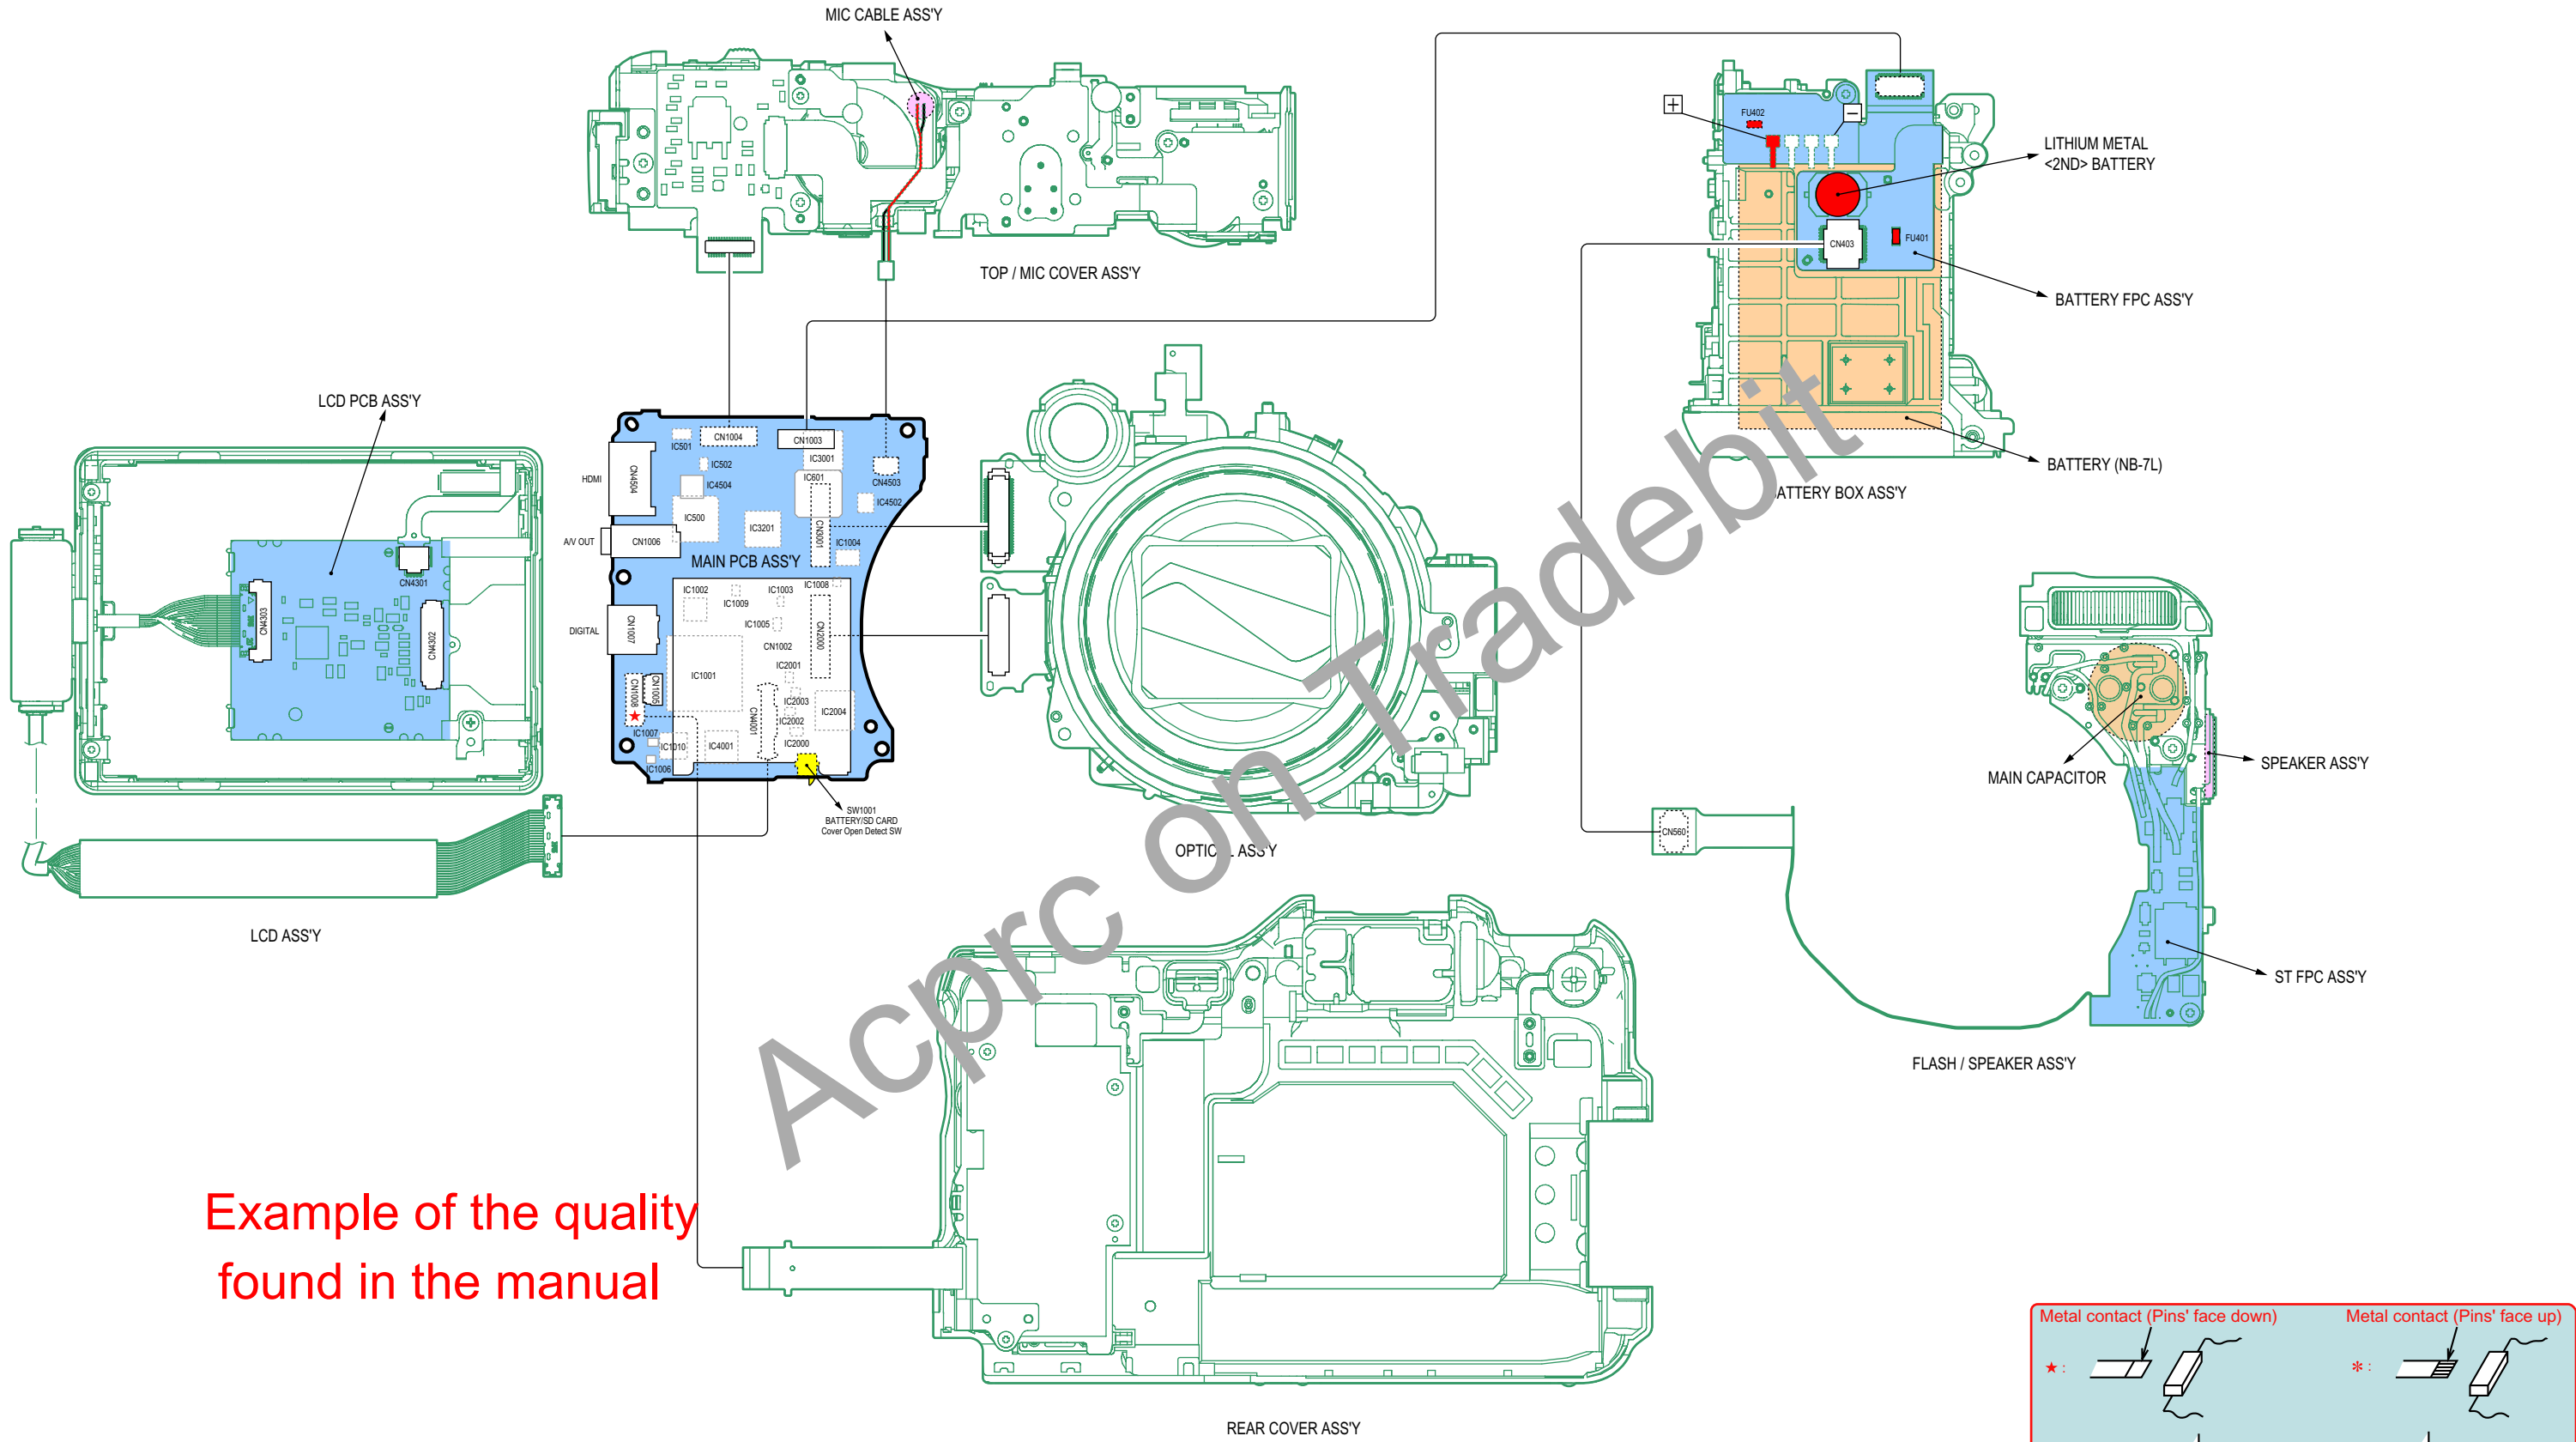 MIC CABLE ASS'Y
TOP / MIC COVER ASS'Y
FU402
+
−
LITHIUM METAL
<2ND> BATTERY
CN403
FU401
BATTERY FPC ASS'Y
BATTERY (NB-7L)
BATTERY BOX ASS'Y
LCD PCB ASS'Y
CN4301
CN4303
CN4302
LCD ASS'Y
HDMI
A/V OUT
DIGITAL
IC501
CN1004
CN1003
IC3001
IC502
CN4504
IC4504
IC601
CN4503
IC4502
IC500
IC3201
CN3001
CN1006
IC1004
MAIN PCB ASS'Y
IC1002
IC1009
IC1003
IC1008
CN1007
IC1005
CN1002
CN2000
IC2001
IC1001
CN1008
CN1005
★
IC2003
IC2004
CN4001
IC2002
IC1007
IC1010
IC4001
IC2000
IC1006
SW1001
BATTERY/SD CARD
Cover Open Detect SW
OPTICAL ASS'Y
MAIN CAPACITOR
SPEAKER ASS'Y
CN560
ST FPC ASS'Y
FLASH / SPEAKER ASS'Y
Acprc on Tradebit
Example of the quality
found in the manual
REAR COVER ASS'Y
Metal contact (Pins' face down)
Metal contact (Pins' face up)
★ :
* :